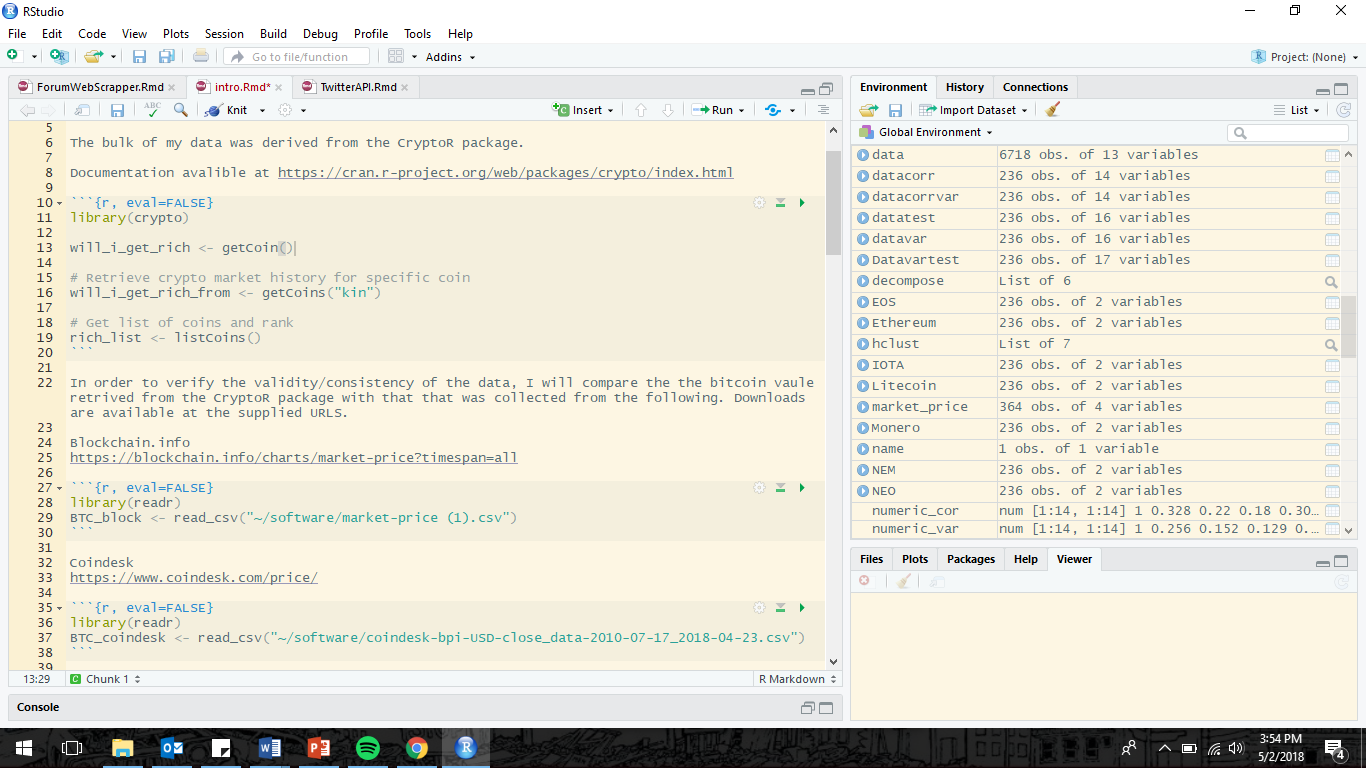 RStudio
File Edit Code View Plots Session Build Debug Profile Tools Help
Go to file/function Addins Project: (None)
ForumWebScrapper.Rmd intro.Rmd* TwitterAPI.Rmd
ABC Knit Insert Run
5
6 The bulk of my data was derived from the CryptoR package.
7
8 Documentation avalible at https://cran.r-project.org/web/packages/crypto/index.html
9
10 ```{r, eval=FALSE}
11 library(crypto)
12
13 will_i_get_rich <- getCoin()
14
15 # Retrieve crypto market history for specific coin
16 will_i_get_rich_from <- getCoins("kin")
17
18 # Get list of coins and rank
19 rich_list <- listCoins()
20 ```
21
22 In order to verify the validity/consistency of the data, I will compare the the bitcoin vaule
retrived from the CryptoR package with that that was collected from the following. Downloads
are available at the supplied URLS.
23
24 Blockchain.info
25 https://blockchain.info/charts/market-price?timespan=all
26
27 ```{r, eval=FALSE}
28 library(readr)
29 BTC_block <- read_csv("~/software/market-price (1).csv")
30 ```
31
32 Coindesk
33 https://www.coindesk.com/price/
34
35 ```{r, eval=FALSE}
36 library(readr)
37 BTC_coindesk <- read_csv("~/software/coindesk-bpi-USD-close_data-2010-07-17_2018-04-23.csv")
38 ```
39
13:29 C Chunk 1 R Markdown
Console
Environment History Connections
Import Dataset List
Global Environment
data 6718 obs. of 13 variables
datacorr 236 obs. of 14 variables
datacorrvar 236 obs. of 14 variables
datatest 236 obs. of 16 variables
datavar 236 obs. of 16 variables
Datavartest 236 obs. of 17 variables
decompose List of 6
EOS 236 obs. of 2 variables
Ethereum 236 obs. of 2 variables
hclust List of 7
IOTA 236 obs. of 2 variables
Litecoin 236 obs. of 2 variables
market_price 364 obs. of 4 variables
Monero 236 obs. of 2 variables
name 1 obs. of 1 variable
NEM 236 obs. of 2 variables
NEO 236 obs. of 2 variables
numeric_cor num [1:14, 1:14] 1 0.328 0.22 0.18 0.30…
numeric_var num [1:14, 1:14] 1 0.256 0.152 0.129 0.…
Files Plots Packages Help Viewer
3:54 PM
5/2/2018
4